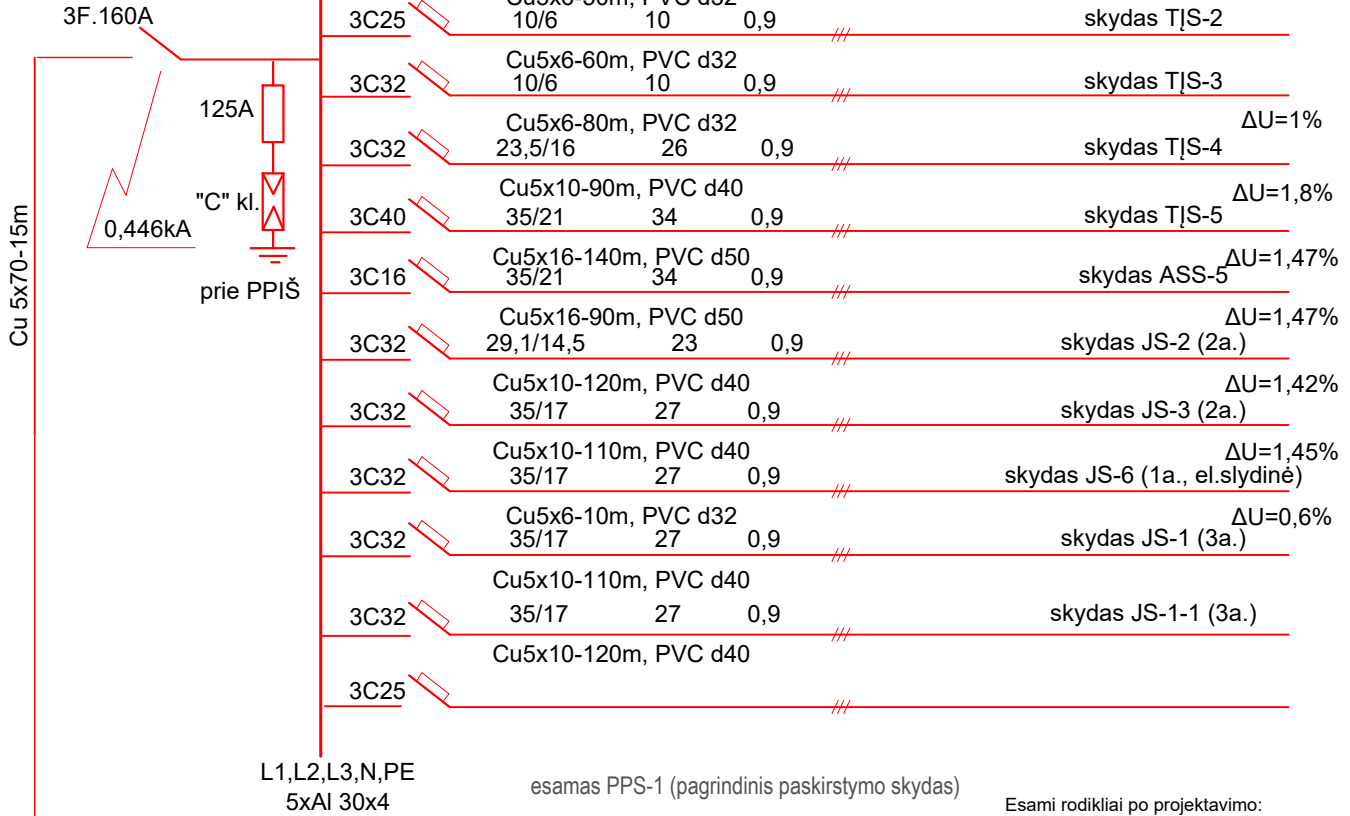 3F.160A
Cu 5x70-15m
125A
"C" kl.
0,446kA
prie PPIŠ
3C25 10/6 10 0,9 skydas TĮS-2
Cu5x6-60m, PVC d32
3C32 10/6 10 0,9 skydas TĮS-3
Cu5x6-80m, PVC d32 ΔU=1%
3C32 23,5/16 26 0,9 skydas TĮS-4
Cu5x10-90m, PVC d40 ΔU=1,8%
3C40 35/21 34 0,9 skydas TĮS-5
Cu5x16-140m, PVC d50 ΔU=1,47%
3C16 35/21 34 0,9 skydas ASS-5
Cu5x16-90m, PVC d50 ΔU=1,47%
3C32 29,1/14,5 23 0,9 skydas JS-2 (2a.)
Cu5x10-120m, PVC d40 ΔU=1,42%
3C32 35/17 27 0,9 skydas JS-3 (2a.)
Cu5x10-110m, PVC d40 ΔU=1,45%
3C32 35/17 27 0,9 skydas JS-6 (1a., el.slydinė)
Cu5x6-10m, PVC d32 ΔU=0,6%
3C32 35/17 27 0,9 skydas JS-1 (3a.)
Cu5x10-110m, PVC d40
3C32 35/17 27 0,9 skydas JS-1-1 (3a.)
Cu5x10-120m, PVC d40
3C25
L1,L2,L3,N,PE
5xAl 30x4
esamas PPS-1 (pagrindinis paskirstymo skydas)
Esami rodikliai po projektavimo: